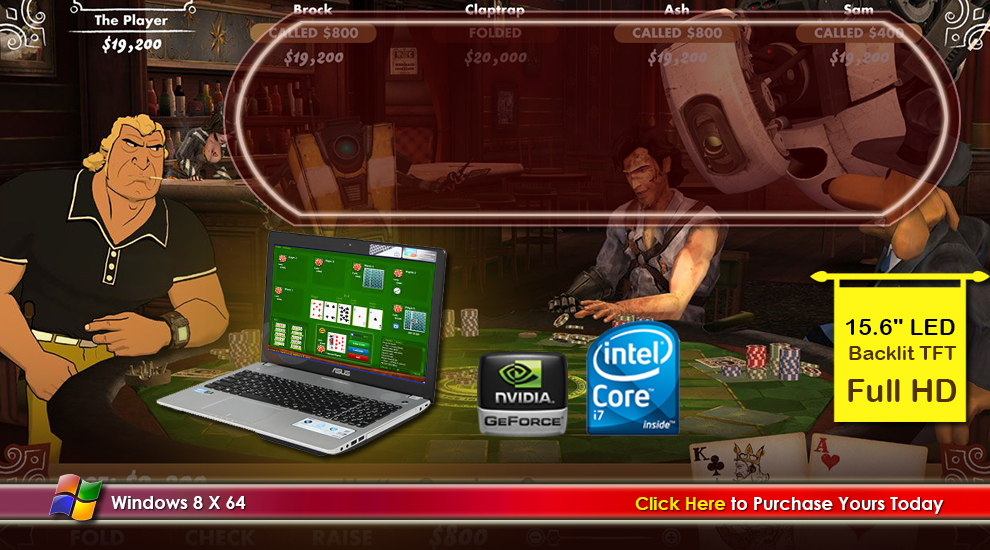 The Player
$19,200
Brock
CALLED $800
$19,200
Claptrap
FOLDED
$20,000
Ash
CALLED $800
$19,200
Sam
CALLED $400
$19,200
ASUS
NVIDIA.
GEFORCE
intel
Core
i7
inside
15.6" LED
Backlit TFT
Full HD
K
A
Windows 8 X 64
Click Here to Purchase Yours Today
FOLD
CHECK
RAISE
$800